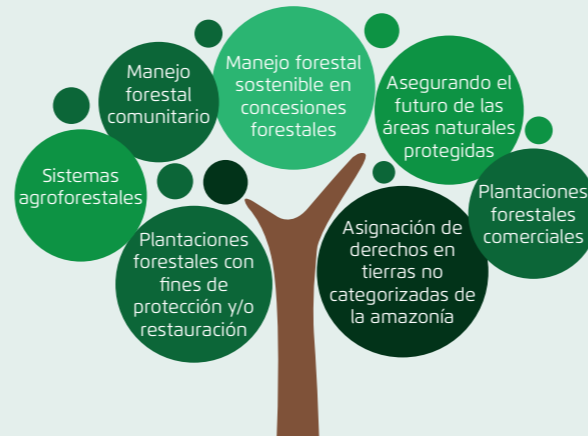 Manejo
forestal
comunitario
Manejo forestal
sostenible en
concesiones
forestales
Asegurando el
futuro de las
áreas naturales
protegidas
Sistemas
agroforestales
Plantaciones
forestales
comerciales
Plantaciones
forestales con
fines de
protección y/o
restauración
Asignación de
derechos en
tierras no
categorizadas de
la amazonía